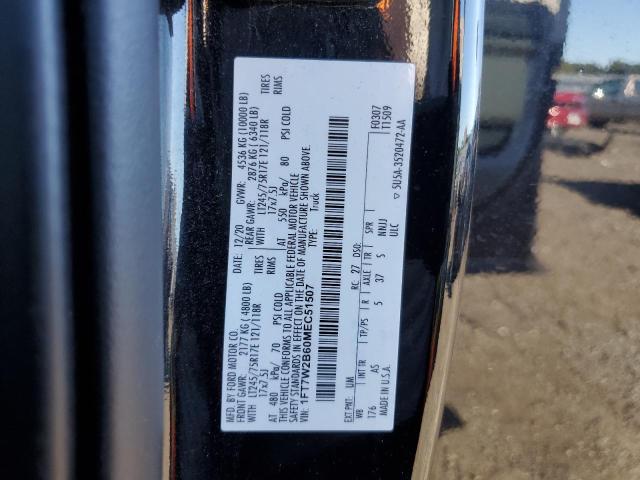 MFD. BY FORD MOTOR CO.
DATE: 12/20 GVWR: 4536 KG (10000 LB)
FRONT GAWR: 2177 KG (4800 LB) REAR GAWR: 2876 KG (6340 LB)
WITH LT245/75R17E 121/118R TIRES WITH LT245/75R17E 121/118R TIRES
17x7.5J RIMS 17x7.5J RIMS
AT 480 kPa/ 70 PSI COLD AT 550 kPa/ 80 PSI COLD
THIS VEHICLE CONFORMS TO ALL APPLICABLE FEDERAL MOTOR VEHICLE
SAFETY STANDARDS IN EFFECT ON THE DATE OF MANUFACTURE SHOWN ABOVE.
VIN: 1FT7W2B60MEC51507 TYPE: Truck
F0307
T1509
EXT PNT: UM RC: 27 DSO:
WB INT TR TP/PS R AXLE TR SPR
176 AS 5 37 S NNJJ
MADE IN U.S.A. ULC
5U5A-3520472-AA